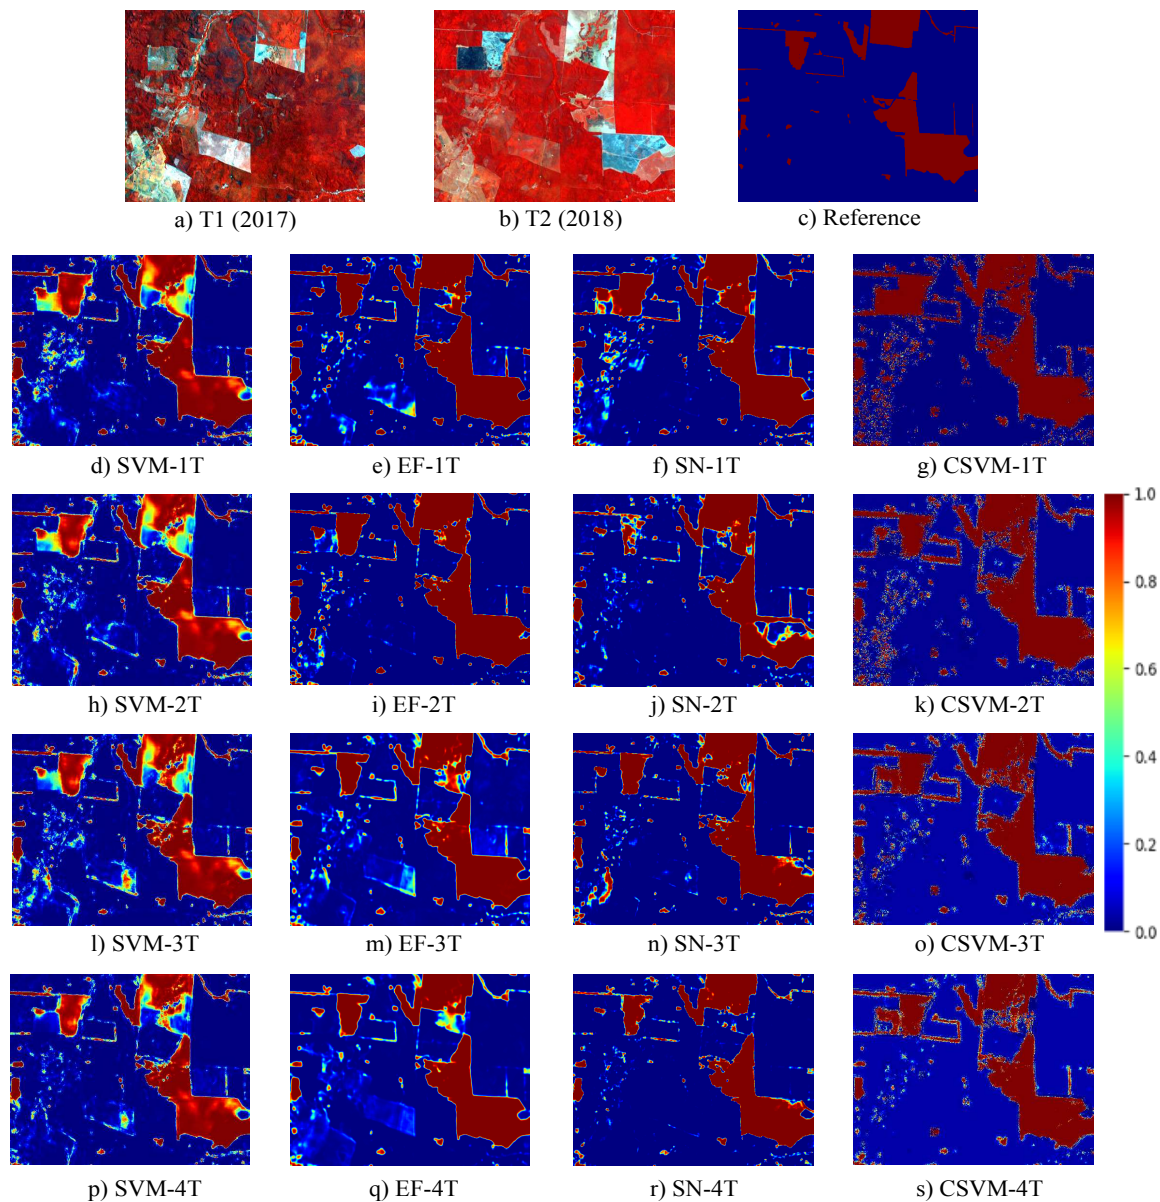 a) T1 (2017)
b) T2 (2018)
c) Reference
d) SVM-1T
e) EF-1T
f) SN-1T
g) CSVM-1T
h) SVM-2T
i) EF-2T
j) SN-2T
k) CSVM-2T
1.0
0.8
0.6
0.4
0.2
0.0
l) SVM-3T
m) EF-3T
n) SN-3T
o) CSVM-3T
p) SVM-4T
q) EF-4T
r) SN-4T
s) CSVM-4T